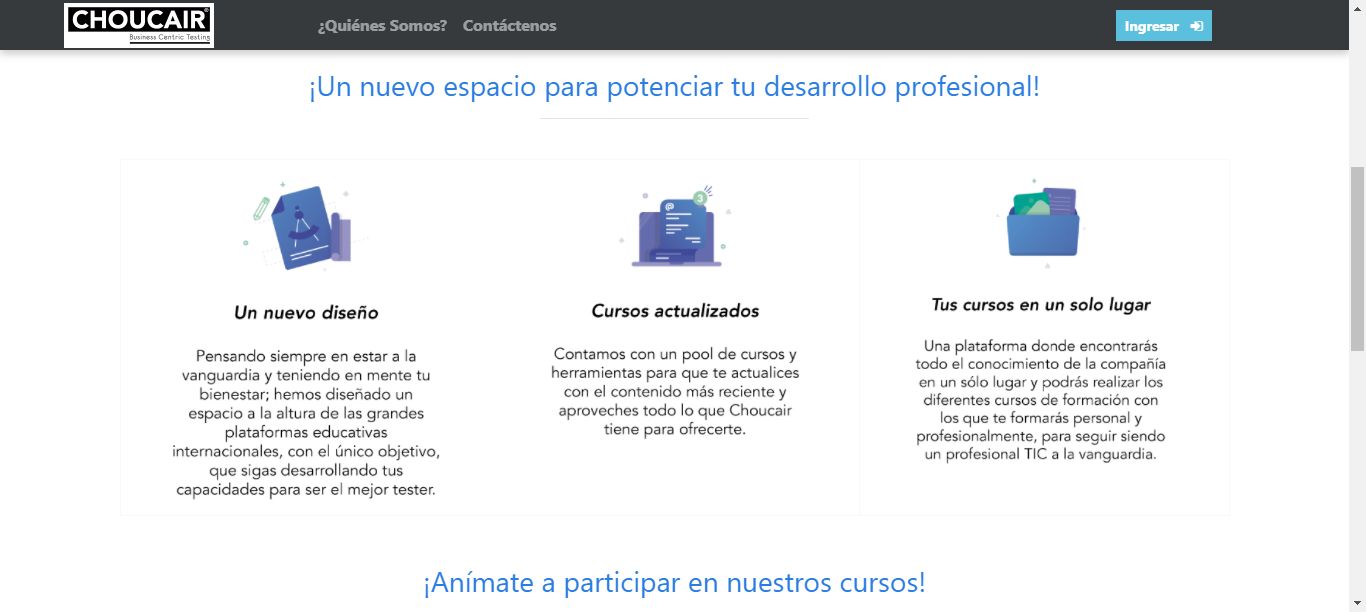 CHOUCAIR®
Business Centric Testing
¿Quiénes Somos?
Contáctenos
Ingresar
¡Un nuevo espacio para potenciar tu desarrollo profesional!
3
@
Un nuevo diseño
Pensando siempre en estar a la
vanguardia y teniendo en mente tu
bienestar; hemos diseñado un
espacio a la altura de las grandes
plataformas educativas
internacionales, con el único objetivo,
que sigas desarrollando tus
capacidades para ser el mejor tester.
Cursos actualizados
Contamos con un pool de cursos y
herramientas para que te actualices
con el contenido más reciente y
aproveches todo lo que Choucair
tiene para ofrecerte.
Tus cursos en un solo lugar
Una plataforma donde encontrarás
todo el conocimiento de la compañía
en un sólo lugar y podrás realizar los
diferentes cursos de formación con
los que te formarás personal y
profesionalmente, para seguir siendo
un profesional TIC a la vanguardia.
¡Anímate a participar en nuestros cursos!